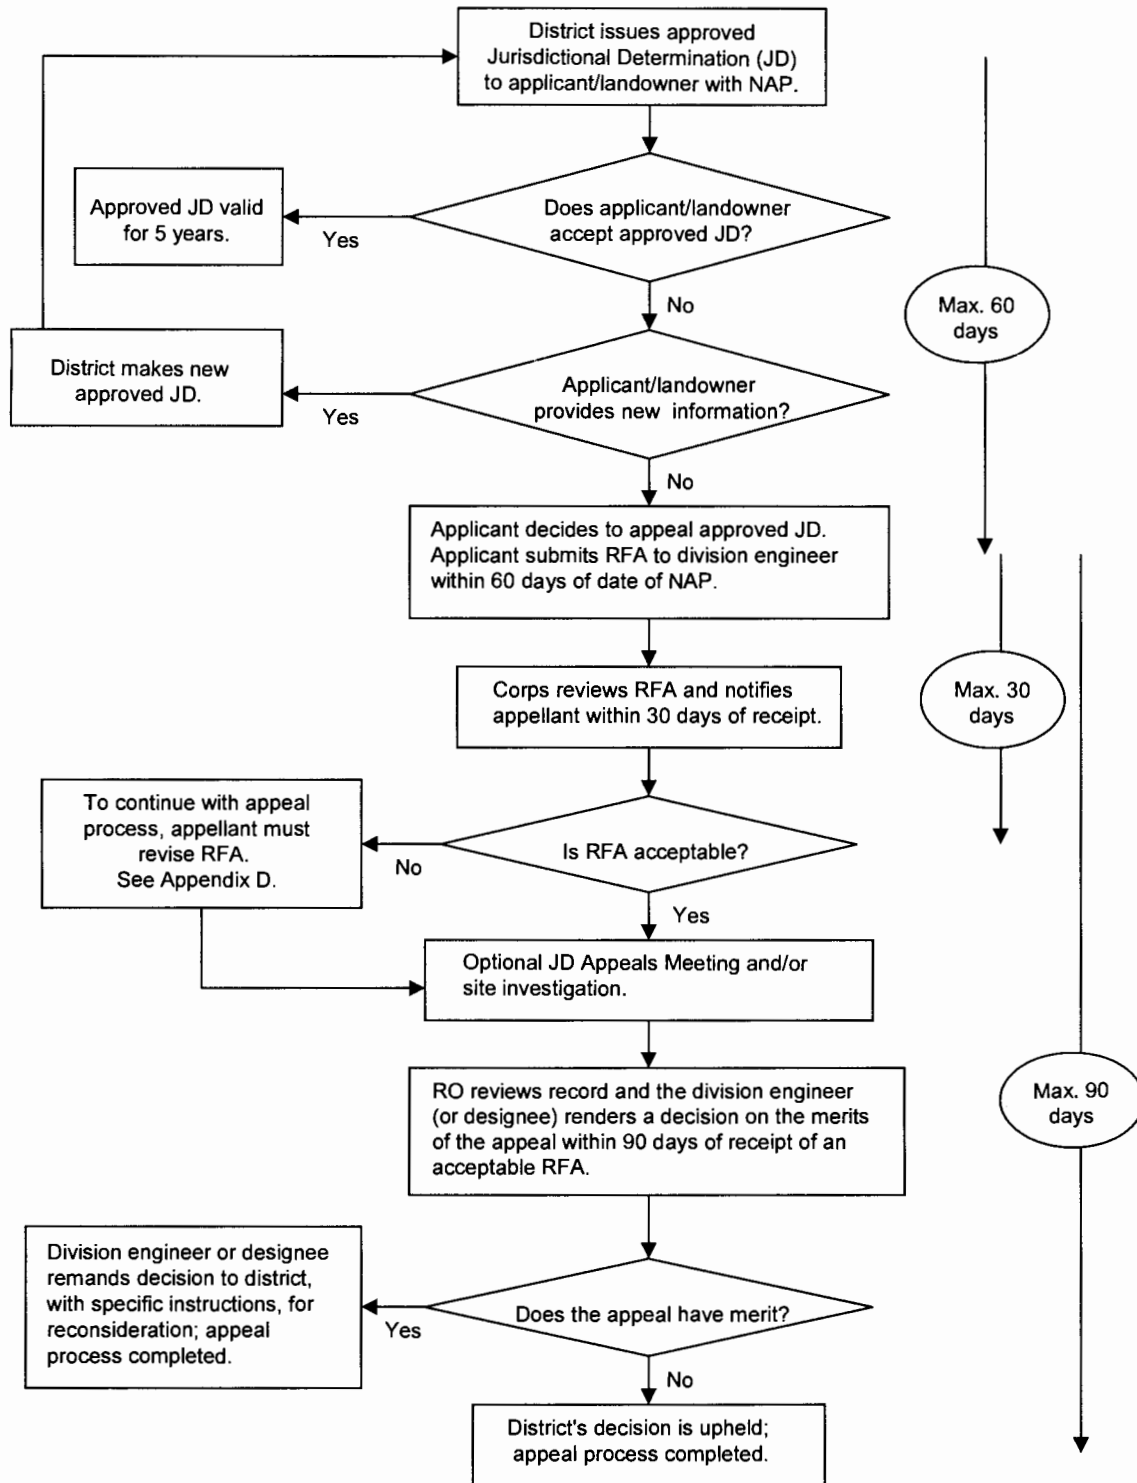 District issues approved
Jurisdictional Determination (JD)
to applicant/landowner with NAP.
Approved JD valid
for 5 years.
Yes
Does applicant/landowner
accept approved JD?
No
Max. 60
days
District makes new
approved JD.
Yes
Applicant/landowner
provides new information?
No
Applicant decides to appeal approved JD.
Applicant submits RFA to division engineer
within 60 days of date of NAP.
Corps reviews RFA and notifies
appellant within 30 days of receipt.
Max. 30
days
To continue with appeal
process, appellant must
revise RFA.
See Appendix D.
No
Is RFA acceptable?
Yes
Optional JD Appeals Meeting and/or
site investigation.
RO reviews record and the division engineer
(or designee) renders a decision on the merits
of the appeal within 90 days of receipt of an
acceptable RFA.
Max. 90
days
Division engineer or designee
remands decision to district,
with specific instructions, for
reconsideration; appeal
process completed.
Yes
Does the appeal have merit?
No
District's decision is upheld;
appeal process completed.